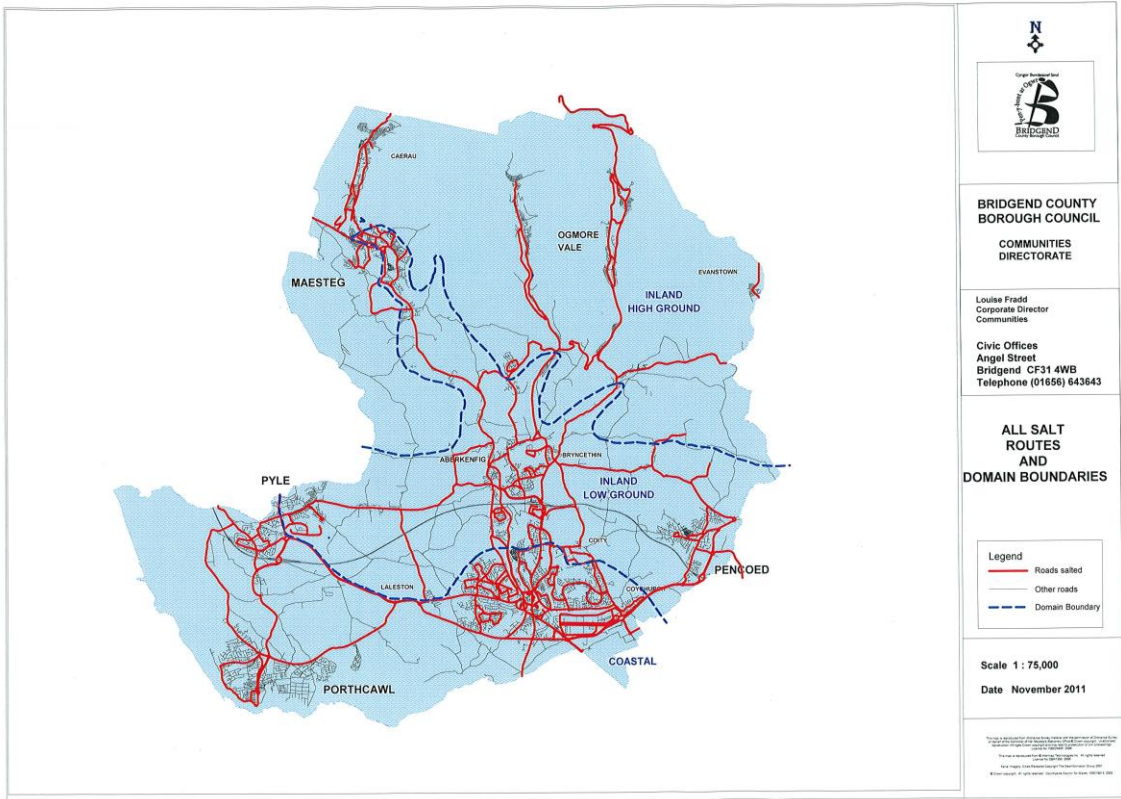 CAERAU
OGMORE
VALE
MAESTEG
EVANSTOWN
INLAND
HIGH GROUND
ABERKENFIG
BRYNCETHIN
PYLE
INLAND
LOW GROUND
COITY
PENCOED
LALESTON
COYCHURCH
COASTAL
PORTHCAWL
N
BRIDGEND
County Borough Council
BRIDGEND COUNTY
BOROUGH COUNCIL
COMMUNITIES
DIRECTORATE
Louise Fradd
Corporate Director
Communities
Civic Offices
Angel Street
Bridgend CF31 4WB
Telephone (01656) 643643
ALL SALT
ROUTES
AND
DOMAIN BOUNDARIES
Legend
Roads salted
Other roads
Domain Boundary
Scale 1 : 75,000
Date November 2011